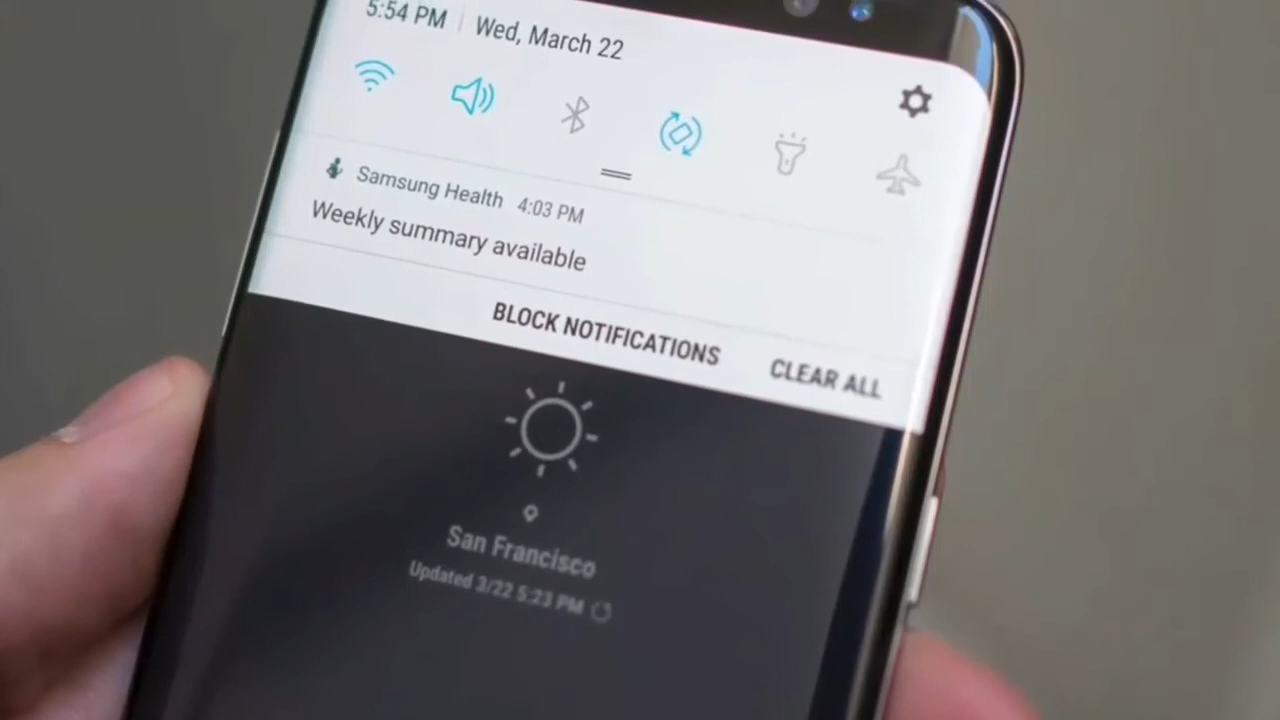 5:54 PM | Wed, March 22
Samsung Health 4:03 PM
Weekly summary available
BLOCK NOTIFICATIONS CLEAR ALL
San Francisco
Updated 3/22 5:23 PM